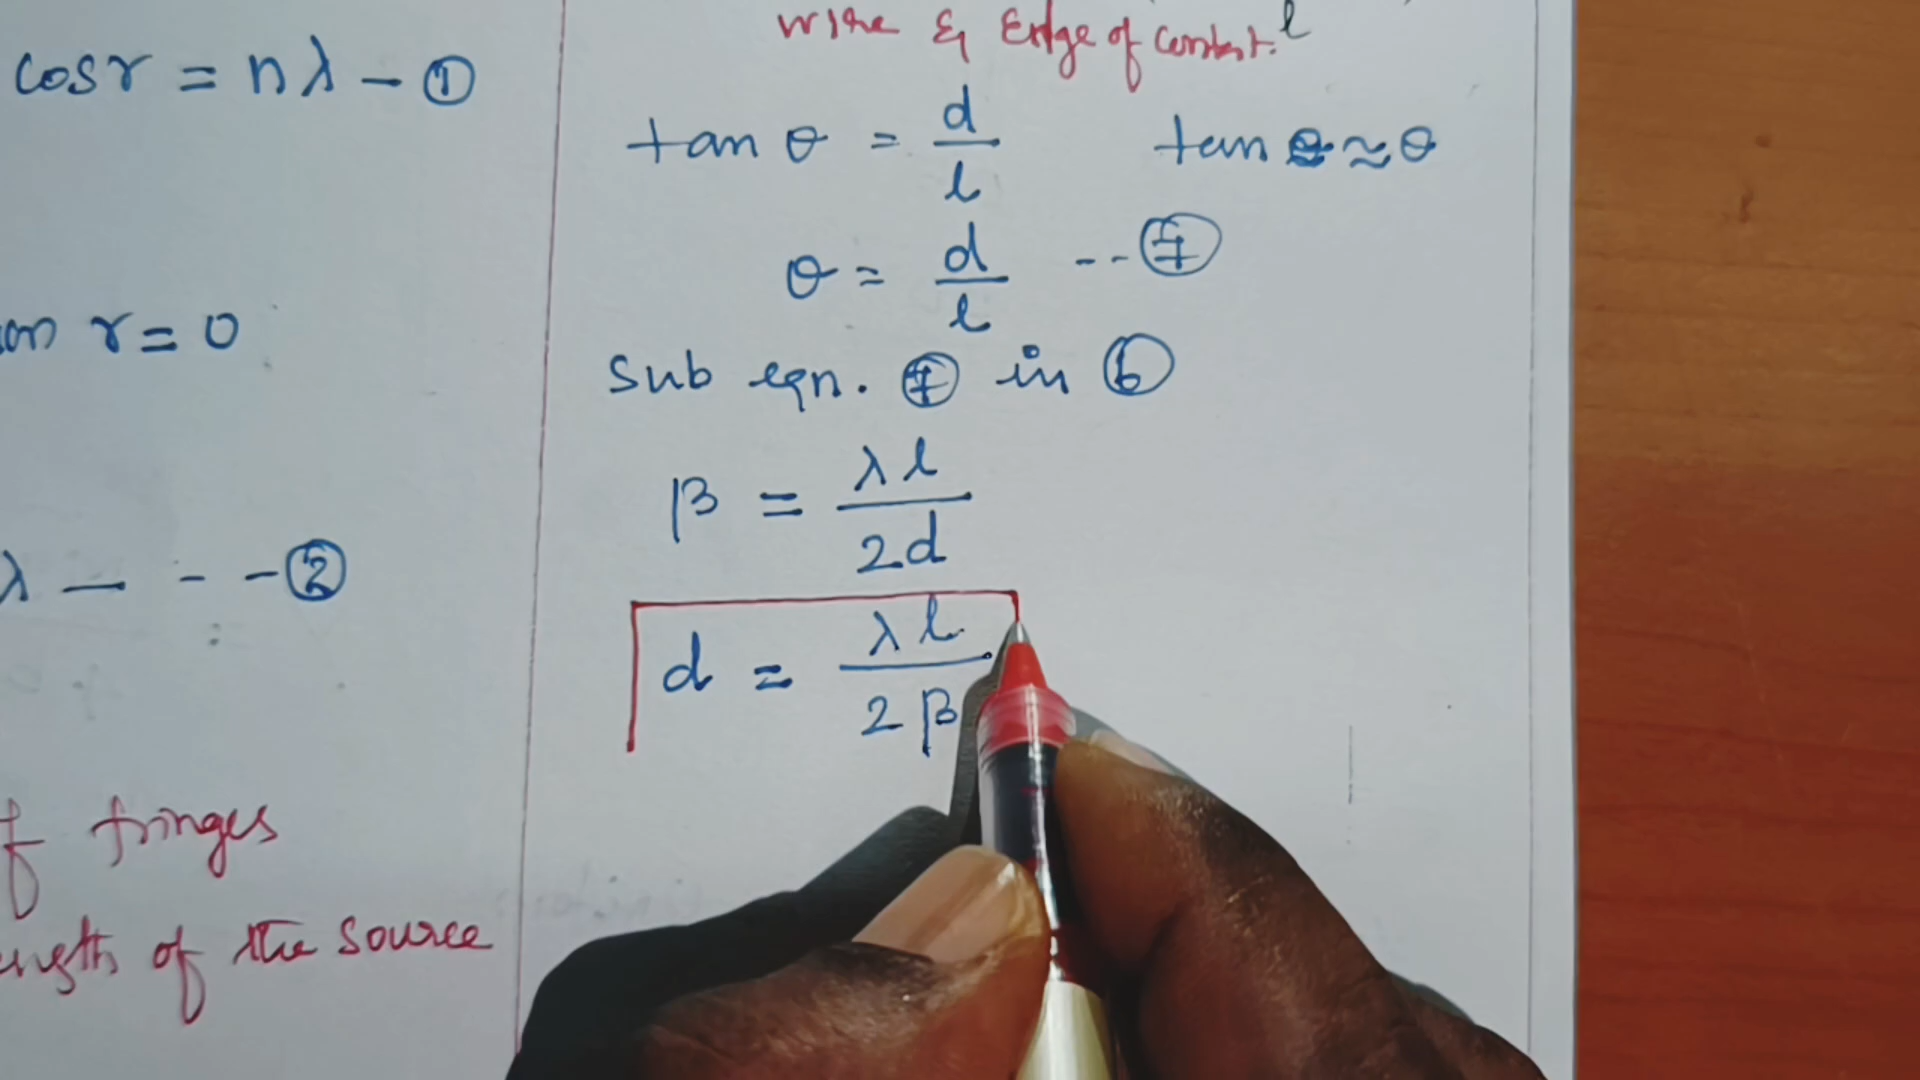 cos r = nλ - ①
r = 0
λ - - - ②
fringes
of the source
wire & Edge of contact. l
tan θ = d/l tan θ ≈ θ
θ = d/l -- ⑦
Sub eqn. ⑦ in ⑥
β = λl/2d
d = λl/2β